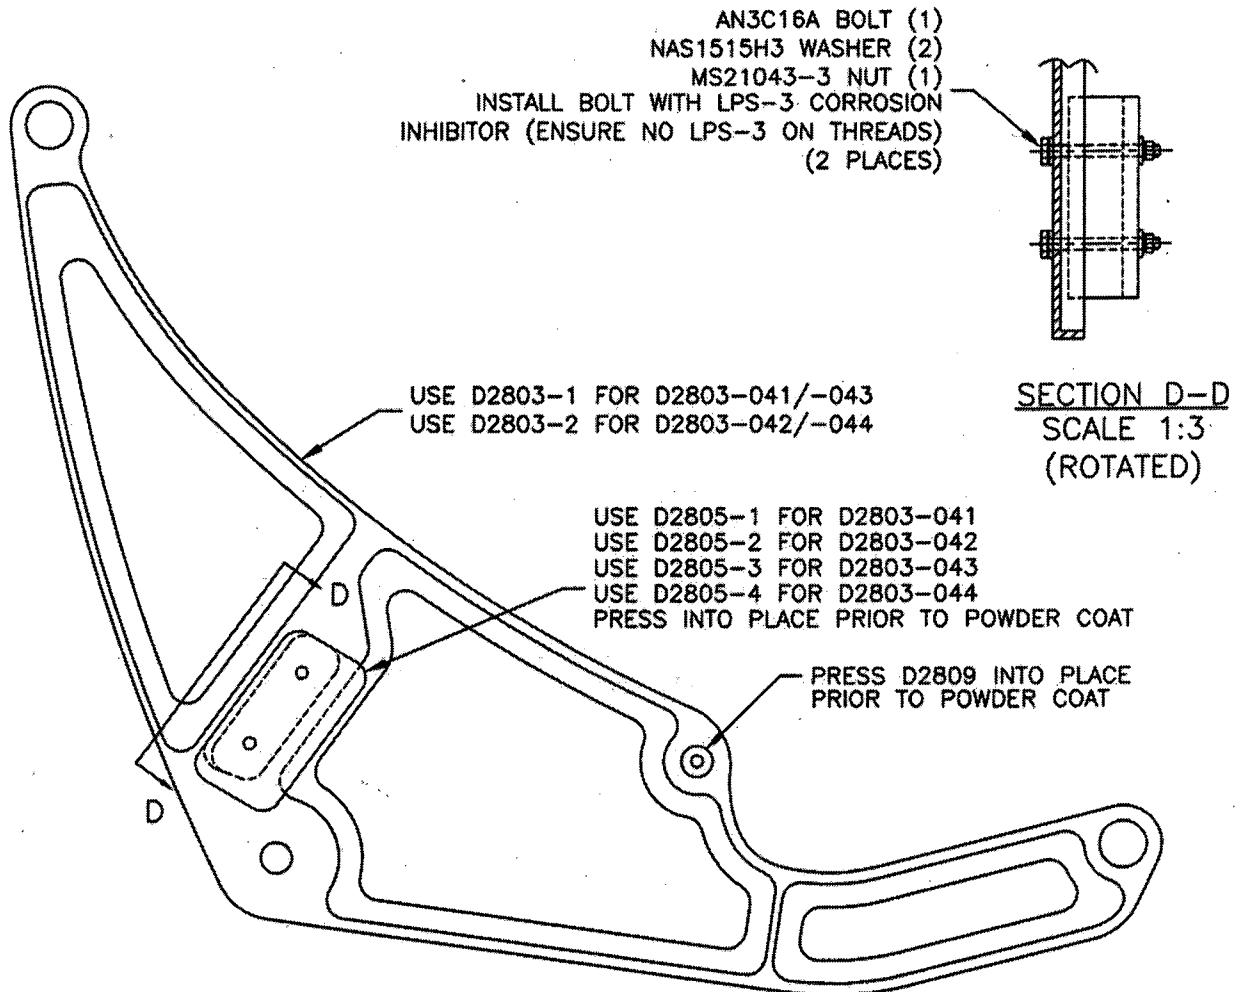 AN3C16A BOLT (1)
NAS1515H3 WASHER (2)
MS21043-3 NUT (1)
INSTALL BOLT WITH LPS-3 CORROSION
INHIBITOR (ENSURE NO LPS-3 ON THREADS)
(2 PLACES)
SECTION D-D
SCALE 1:3
(ROTATED)
USE D2803-1 FOR D2803-041/-043
USE D2803-2 FOR D2803-042/-044
USE D2805-1 FOR D2803-041
USE D2805-2 FOR D2803-042
USE D2805-3 FOR D2803-043
USE D2805-4 FOR D2803-044
PRESS INTO PLACE PRIOR TO POWDER COAT
D
PRESS D2809 INTO PLACE
PRIOR TO POWDER COAT
D